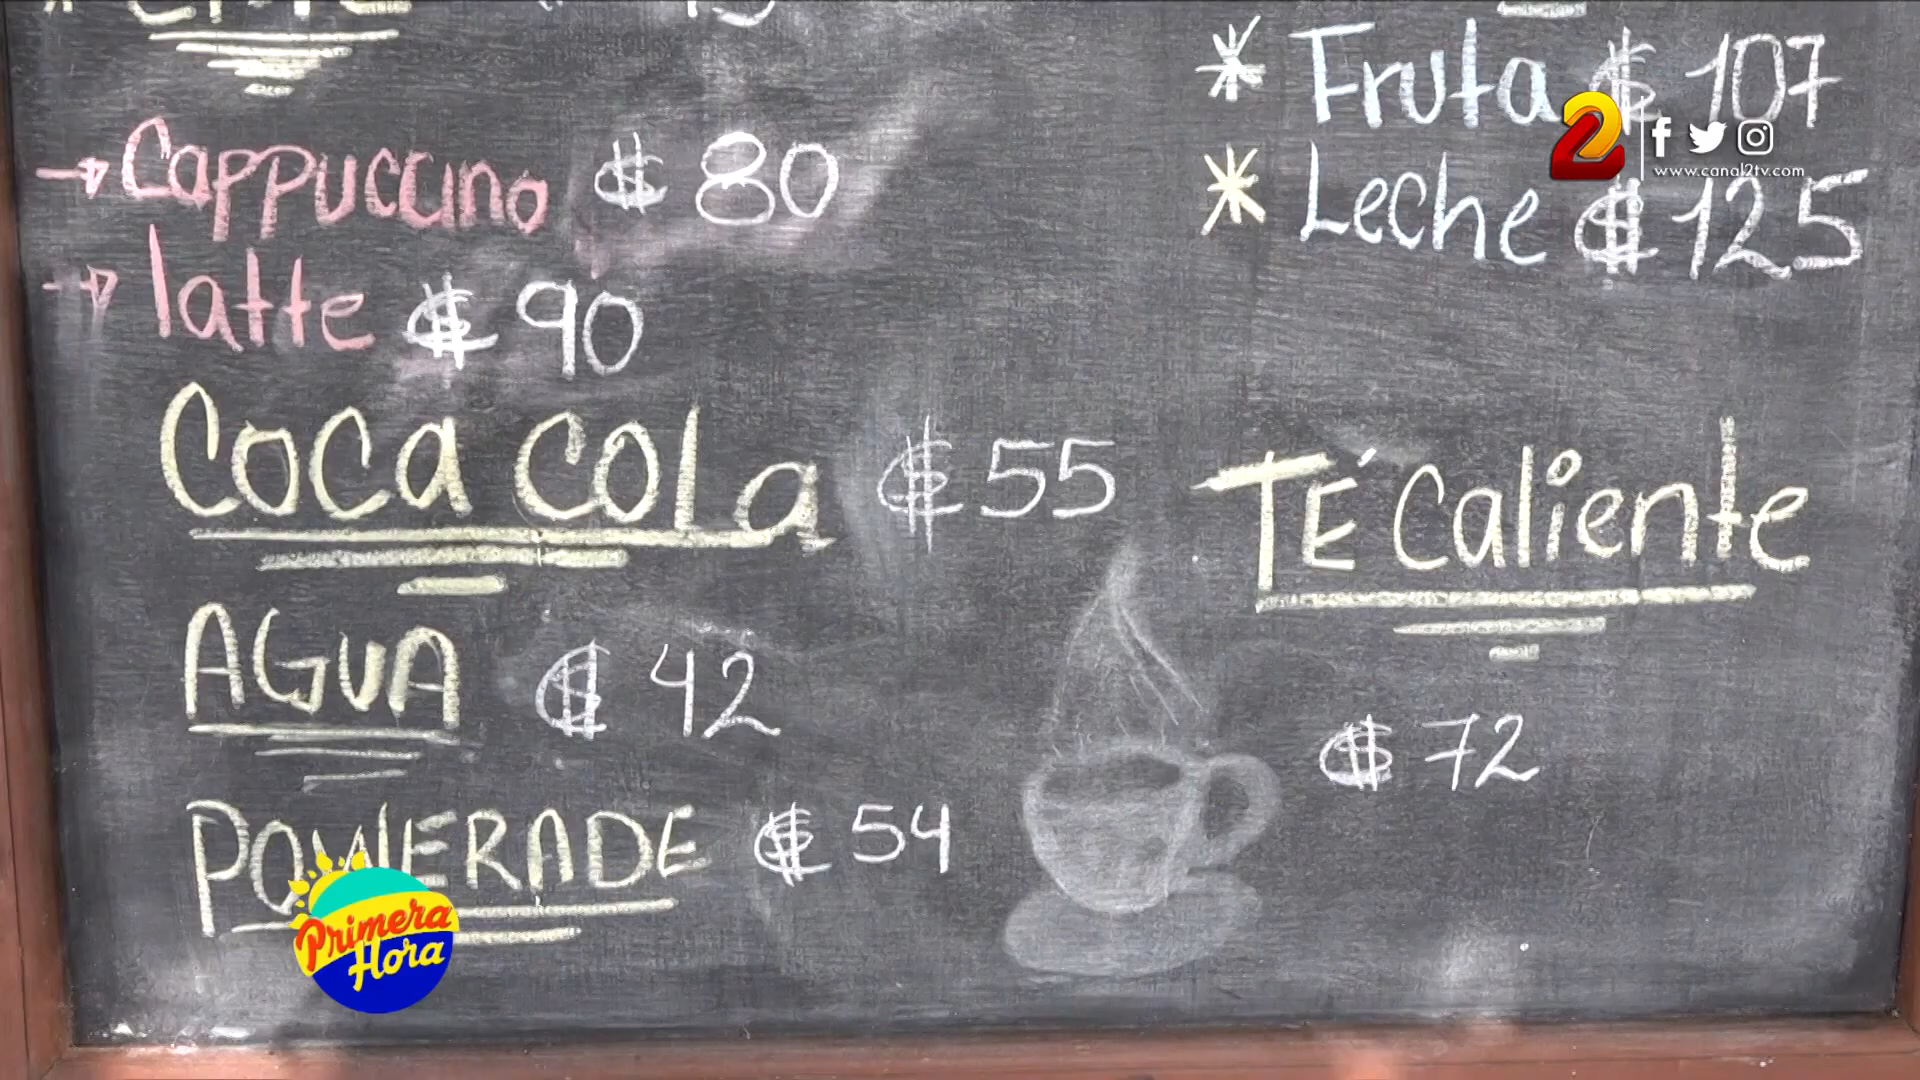 → Cappuccino C$ 80
→ latte C$ 90
COCA COLa C$ 55
AGUA C$ 42
POWERADE C$ 54
* Fruta C$ 107
* Leche C$ 125
TÉ Caliente
C$ 72
2
www.canal2tv.com
Primera
Hora